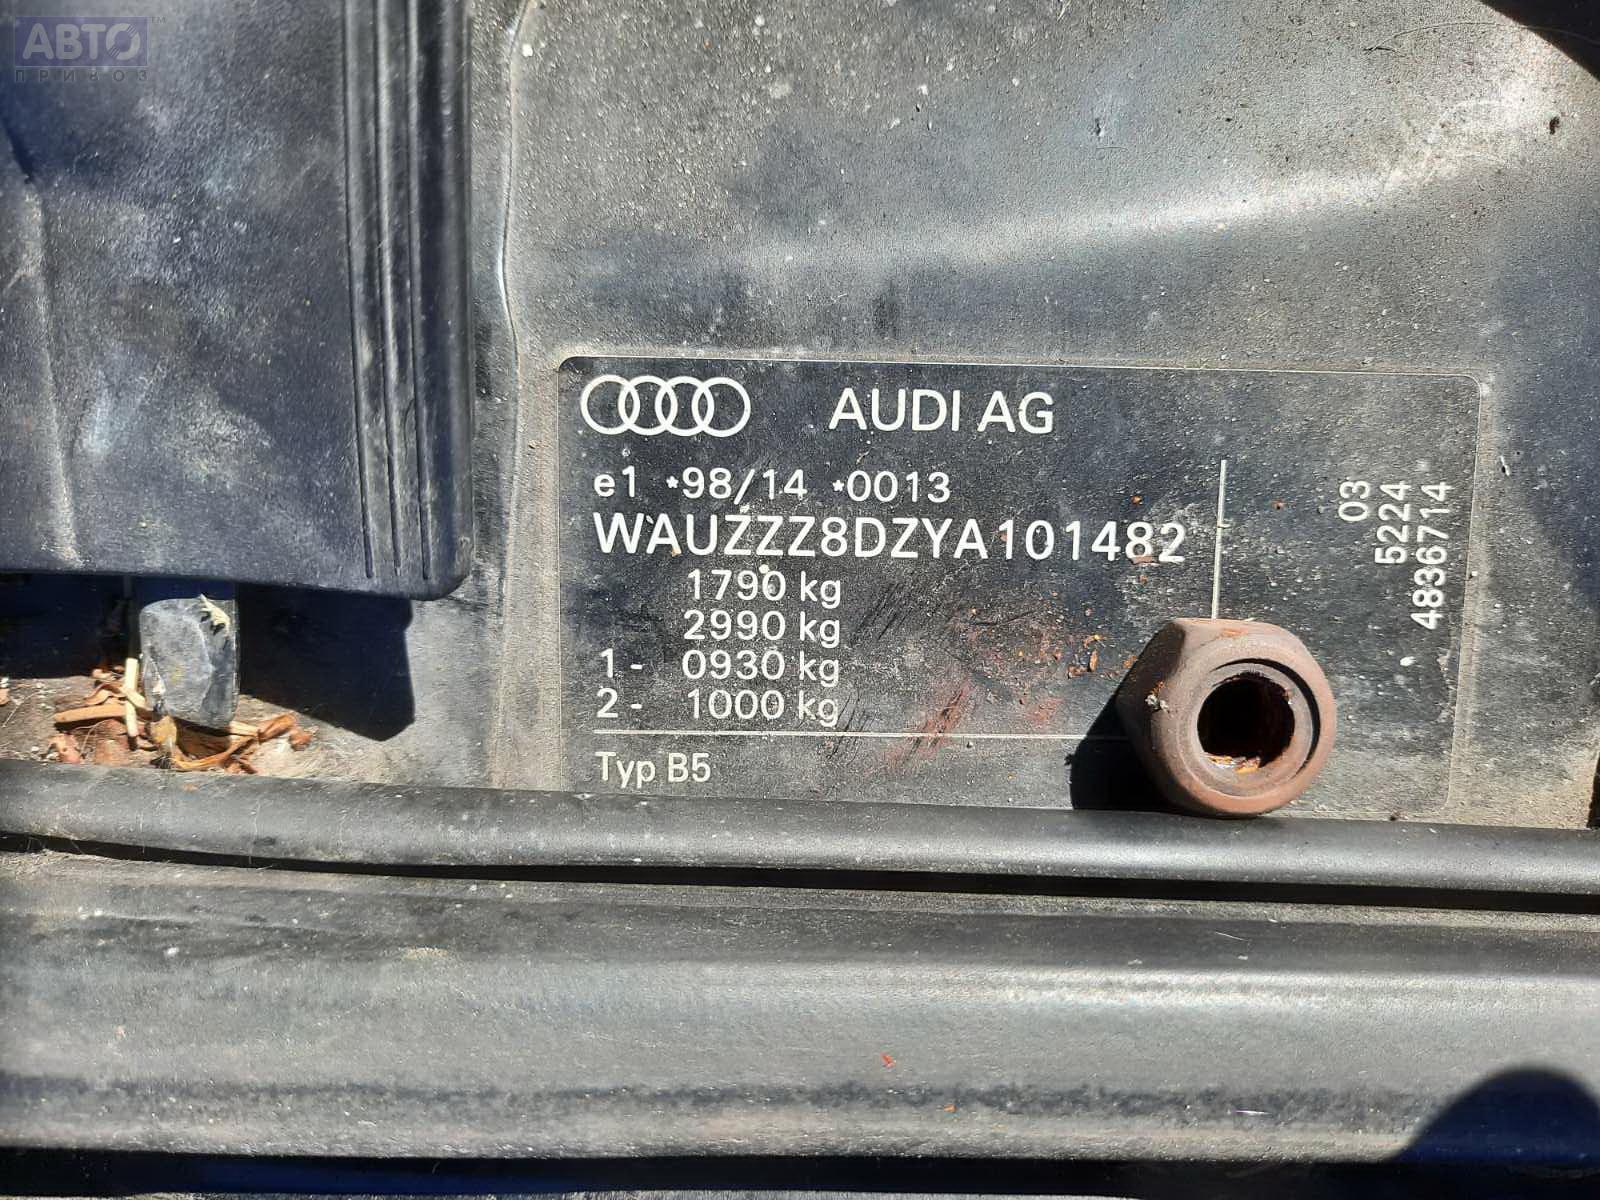 АВТО™
ПРИВОЗ
AUDI AG
e1 *98/14 *0013
WAUZZZ8DZYA101482
1790 kg
2990 kg
1- 0930 kg
2- 1000 kg
Typ B5
03
5224
4836714